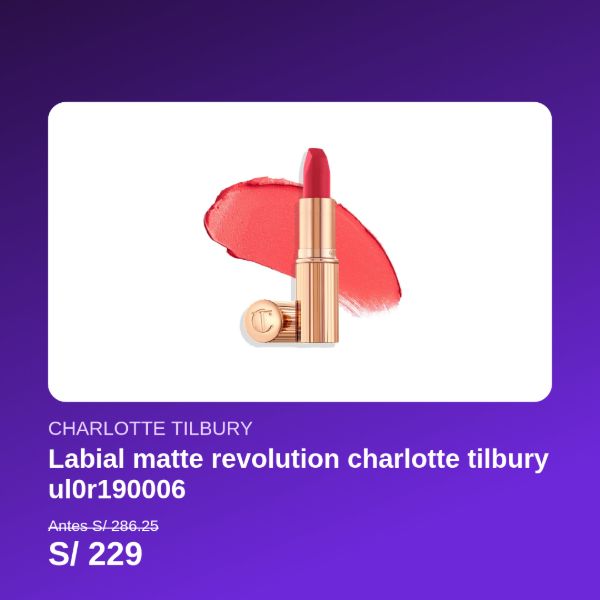 CHARLOTTE TILBURY
Labial matte revolution charlotte tilbury
ul0r190006
Antes S/ 286.25
S/ 229